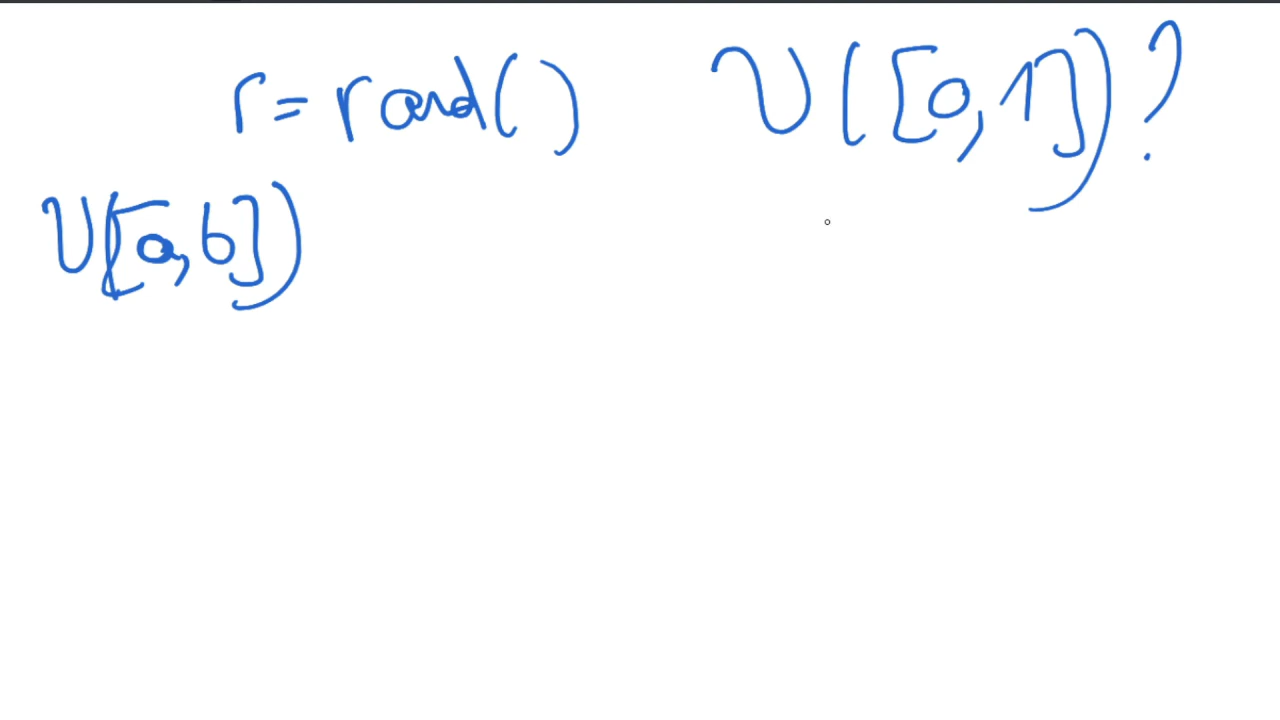 r = rand() U([0,1])?
U([a,b])